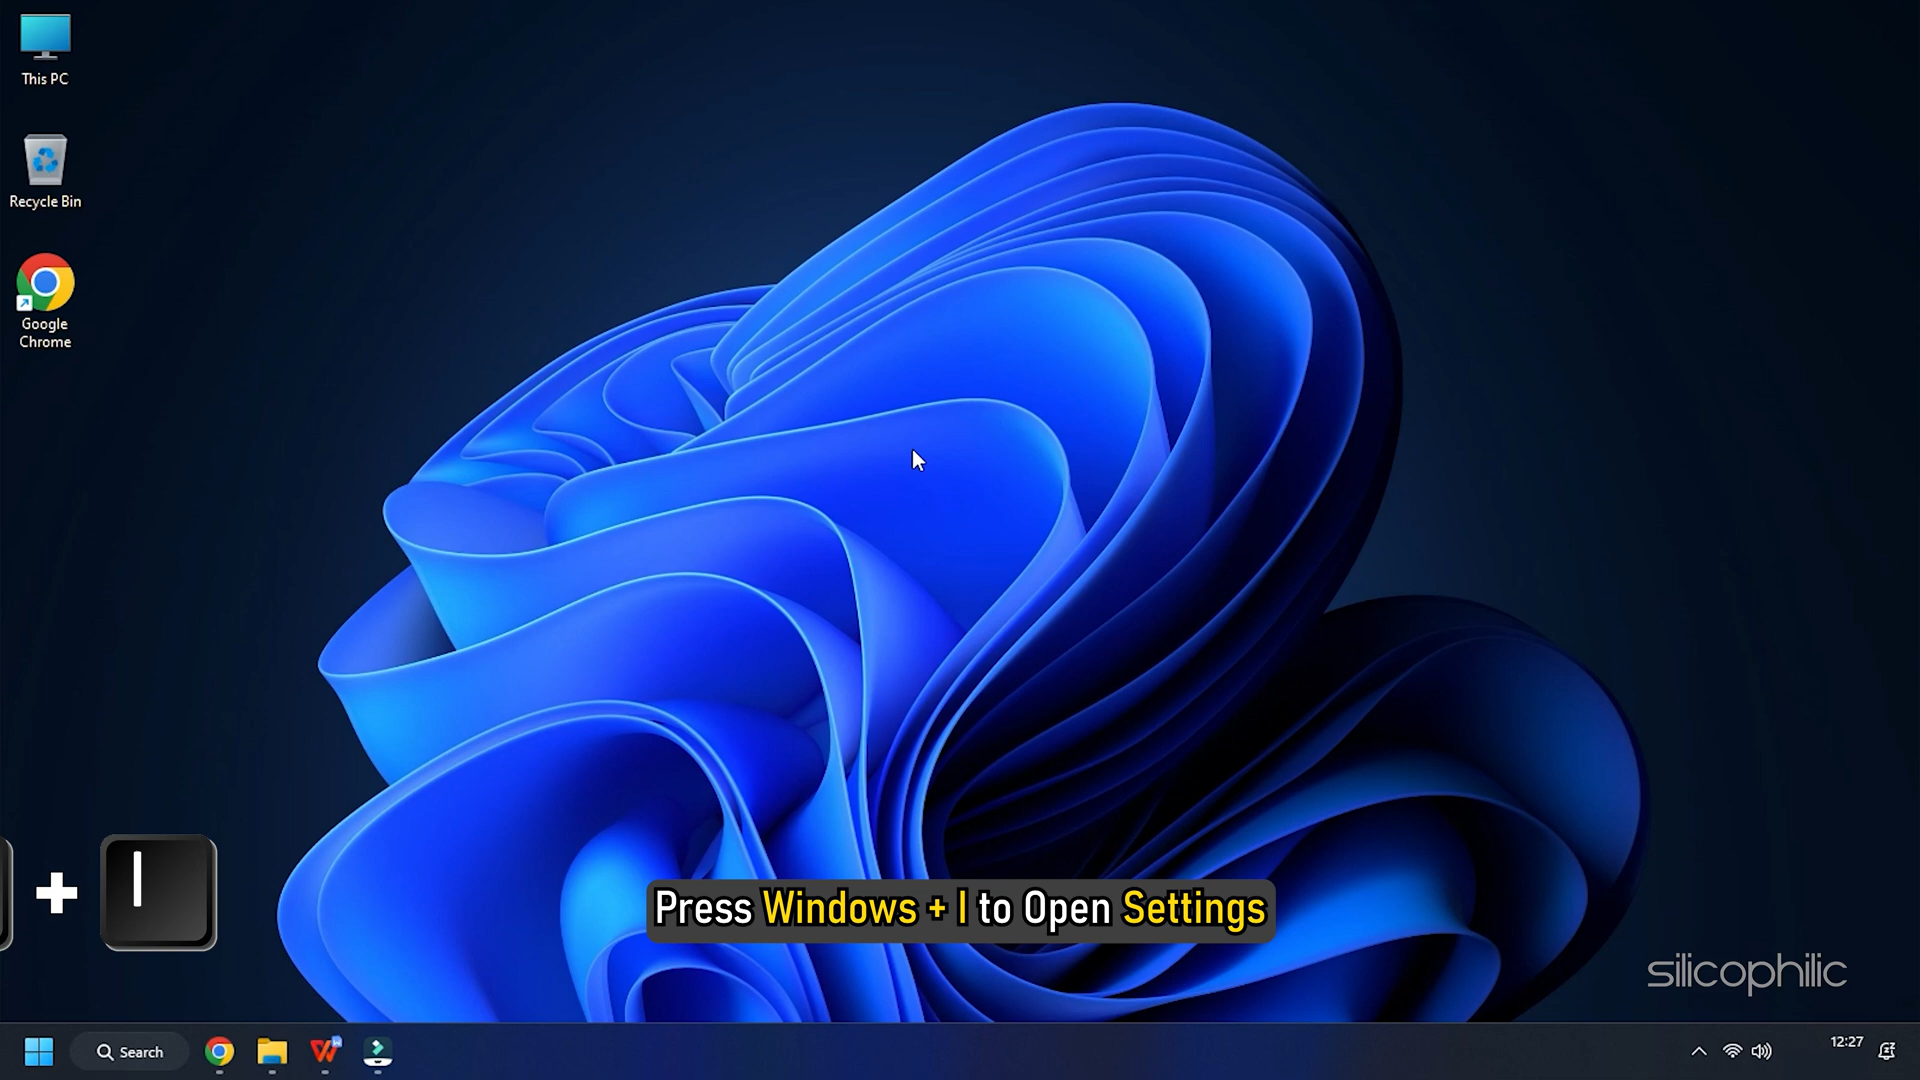 This PC
Recycle Bin
Google
Chrome
I
Press Windows + I to Open Settings
silicophilic
Search
12:27